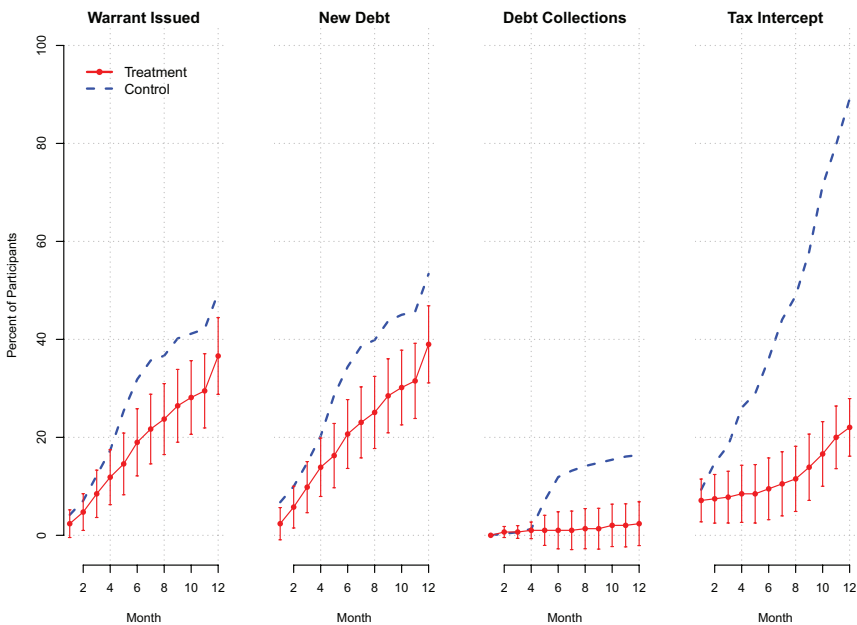 Warrant Issued
New Debt
Debt Collections
Tax Intercept
Treatment
Control
Percent of Participants
100
80
60
40
20
0
2 4 6 8 10 12
2 4 6 8 10 12
2 4 6 8 10 12
2 4 6 8 10 12
Month
Month
Month
Month